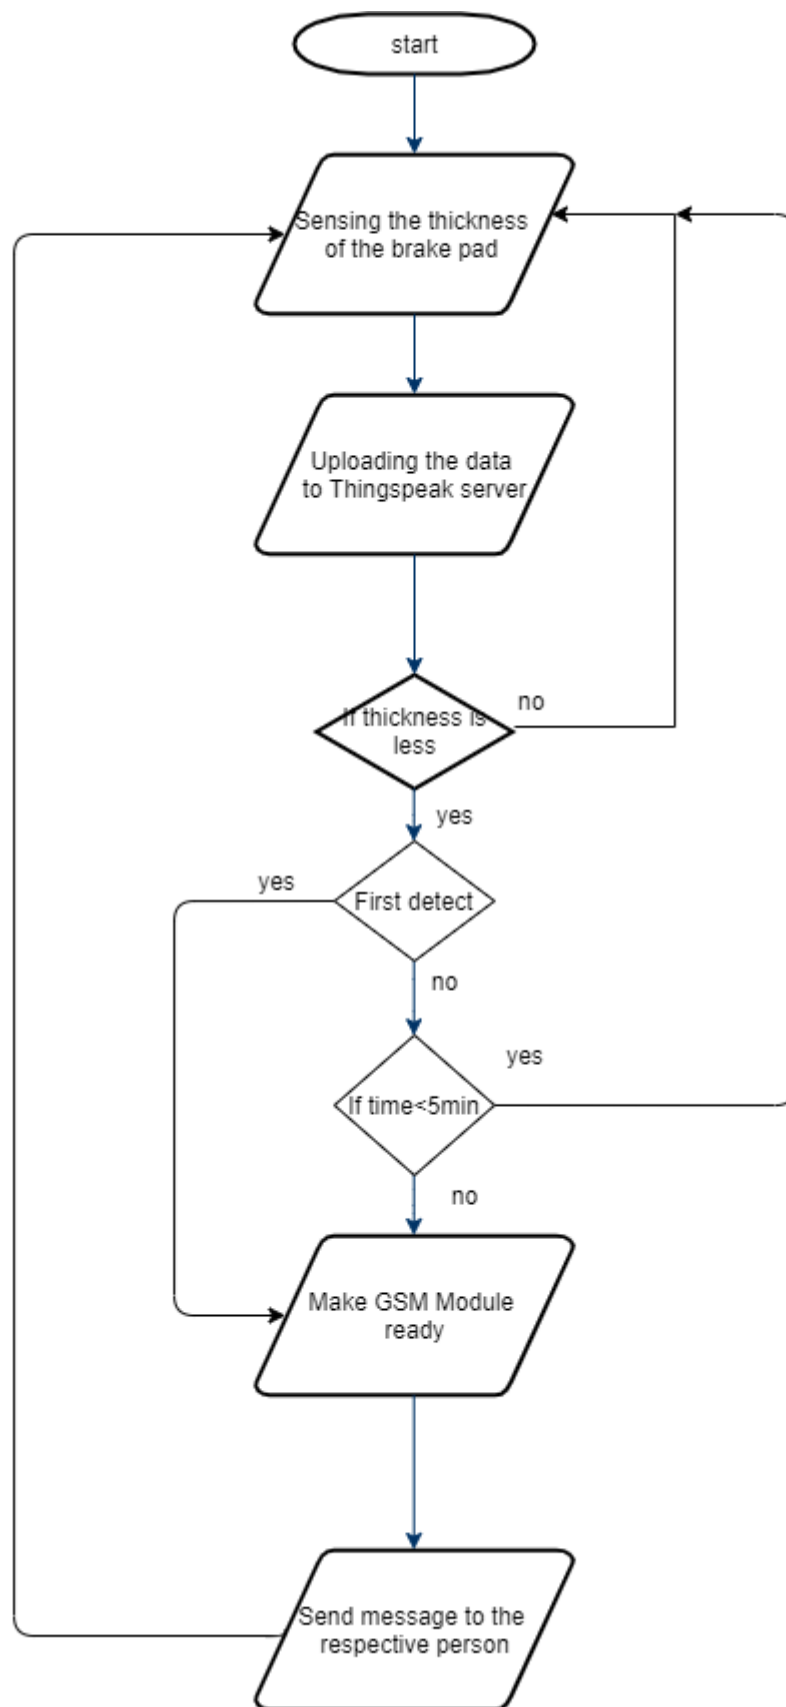 start
Sensing the thickness
of the brake pad
Uploading the data
to Thingspeak server
If thickness is
less
no
yes
First detect
yes
no
If time<5min
yes
no
Make GSM Module
ready
Send message to the
respective person